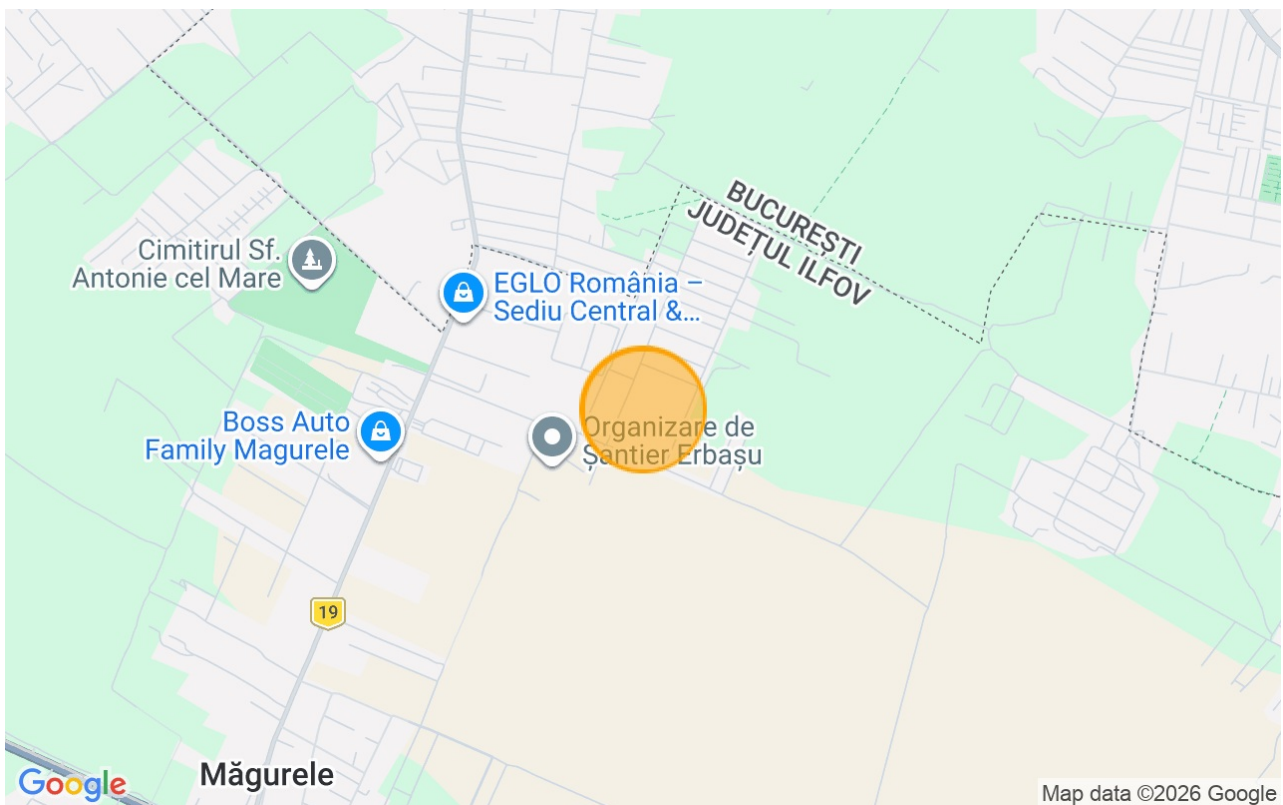 BUCUREȘTI
JUDEȚUL ILFOV
Cimitirul Sf.
Antonie cel Mare
EGLO România –
Sediu Central &...
Boss Auto
Family Magurele
Organizare de
Șantier Erbașu
19
Măgurele
Google
Map data ©2026 Google